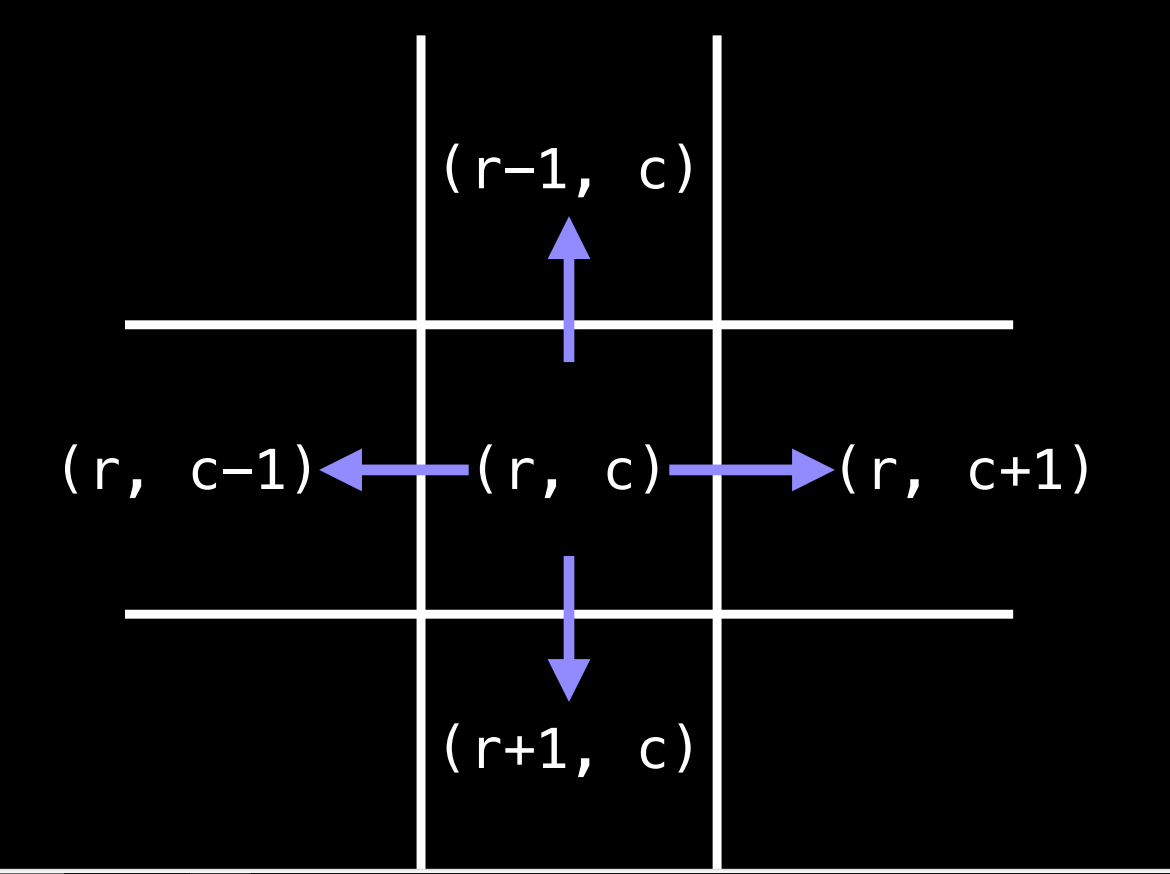 (r−1, c)
(r, c−1) (r, c) (r, c+1)
(r+1, c)